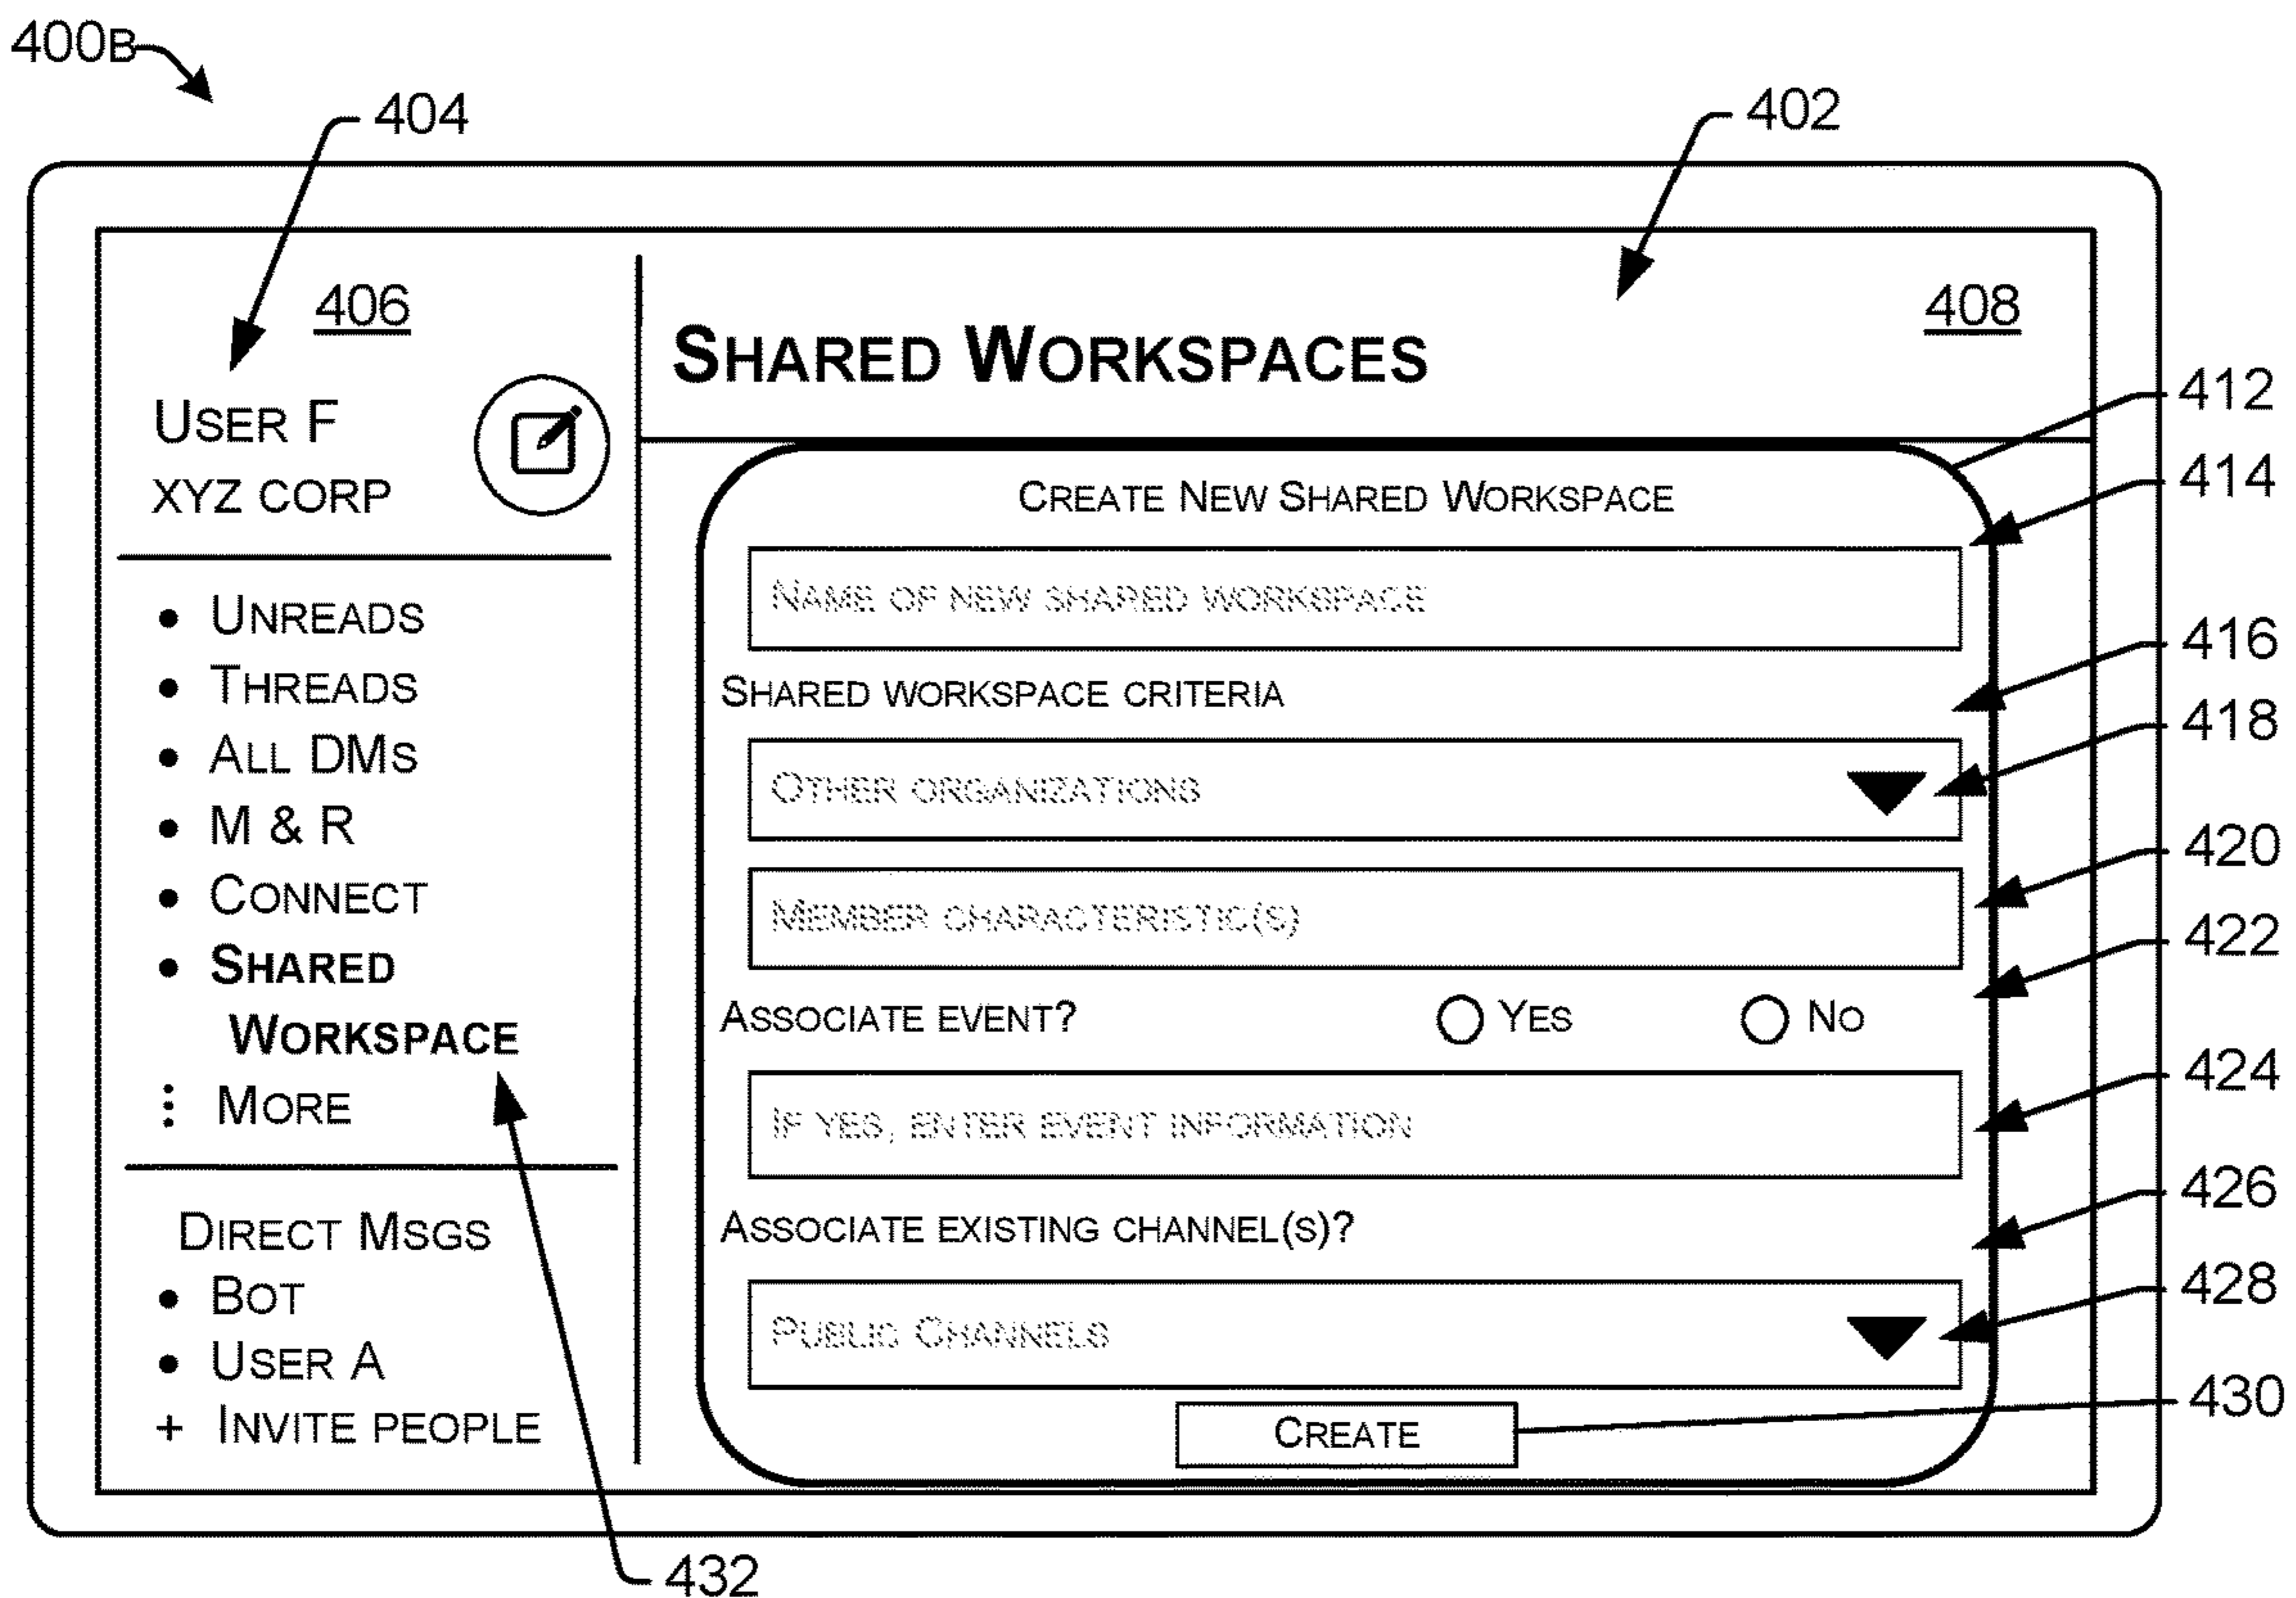 400B
404
402
406
408
USER F
XYZ CORP
• UNREADS
• THREADS
• ALL DMS
• M & R
• CONNECT
• SHARED
WORKSPACE
⋮ MORE
DIRECT MSGS
• BOT
• USER A
+ INVITE PEOPLE
432
SHARED WORKSPACES
CREATE NEW SHARED WORKSPACE
NAME OF NEW SHARED WORKSPACE
SHARED WORKSPACE CRITERIA
OTHER ORGANIZATIONS
MEMBER CHARACTERISTIC(S)
ASSOCIATE EVENT? YES NO
IF YES, ENTER EVENT INFORMATION
ASSOCIATE EXISTING CHANNEL(S)?
PUBLIC CHANNELS
CREATE
412
414
416
418
420
422
424
426
428
430